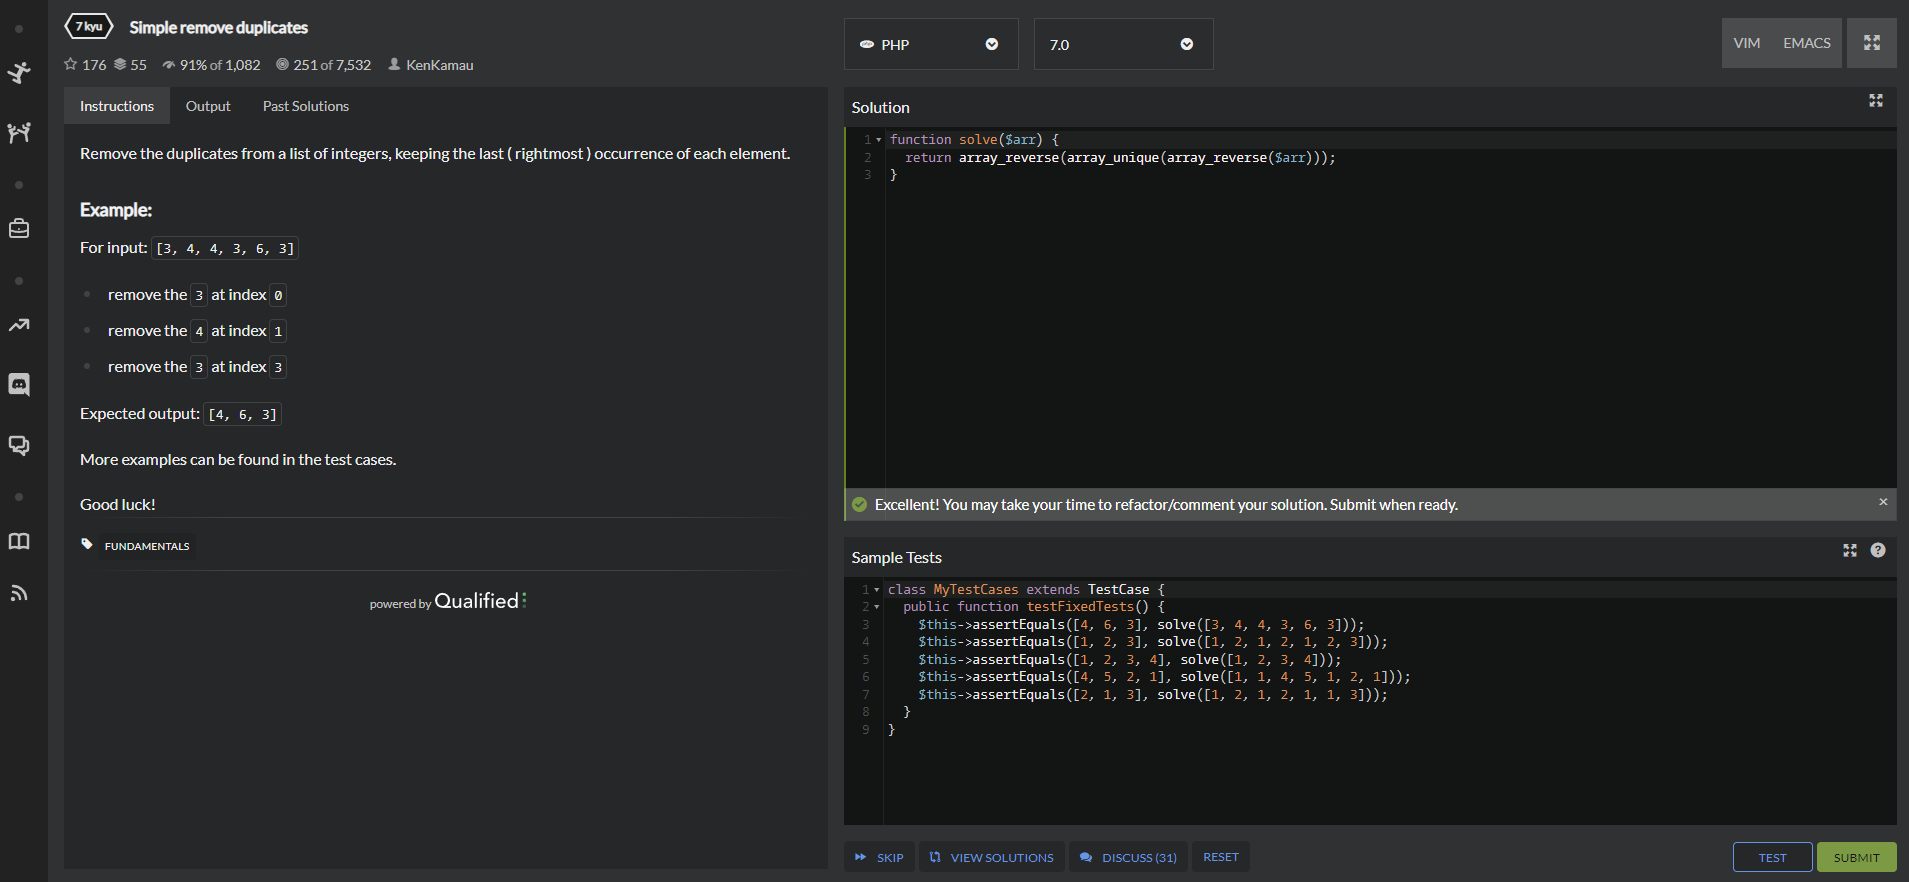 7 kyu Simple remove duplicates
176 55 91% of 1,082 251 of 7,532 KenKamau
Instructions Output Past Solutions
Remove the duplicates from a list of integers, keeping the last ( rightmost ) occurrence of each element.
Example:
For input: [3, 4, 4, 3, 6, 3]
remove the 3 at index 0
remove the 4 at index 1
remove the 3 at index 3
Expected output: [4, 6, 3]
More examples can be found in the test cases.
Good luck!
FUNDAMENTALS
powered by Qualified
PHP 7.0 VIM EMACS
Solution
1 function solve($arr) {
2 return array_reverse(array_unique(array_reverse($arr)));
3 }
Excellent! You may take your time to refactor/comment your solution. Submit when ready. ×
Sample Tests ?
1 class MyTestCases extends TestCase {
2 public function testFixedTests() {
3 $this->assertEquals([4, 6, 3], solve([3, 4, 4, 3, 6, 3]));
4 $this->assertEquals([1, 2, 3], solve([1, 2, 1, 2, 1, 2, 3]));
5 $this->assertEquals([1, 2, 3, 4], solve([1, 2, 3, 4]));
6 $this->assertEquals([4, 5, 2, 1], solve([1, 1, 4, 5, 1, 2, 1]));
7 $this->assertEquals([2, 1, 3], solve([1, 2, 1, 2, 1, 1, 3]));
8 }
9 }
SKIP VIEW SOLUTIONS DISCUSS (31) RESET TEST SUBMIT